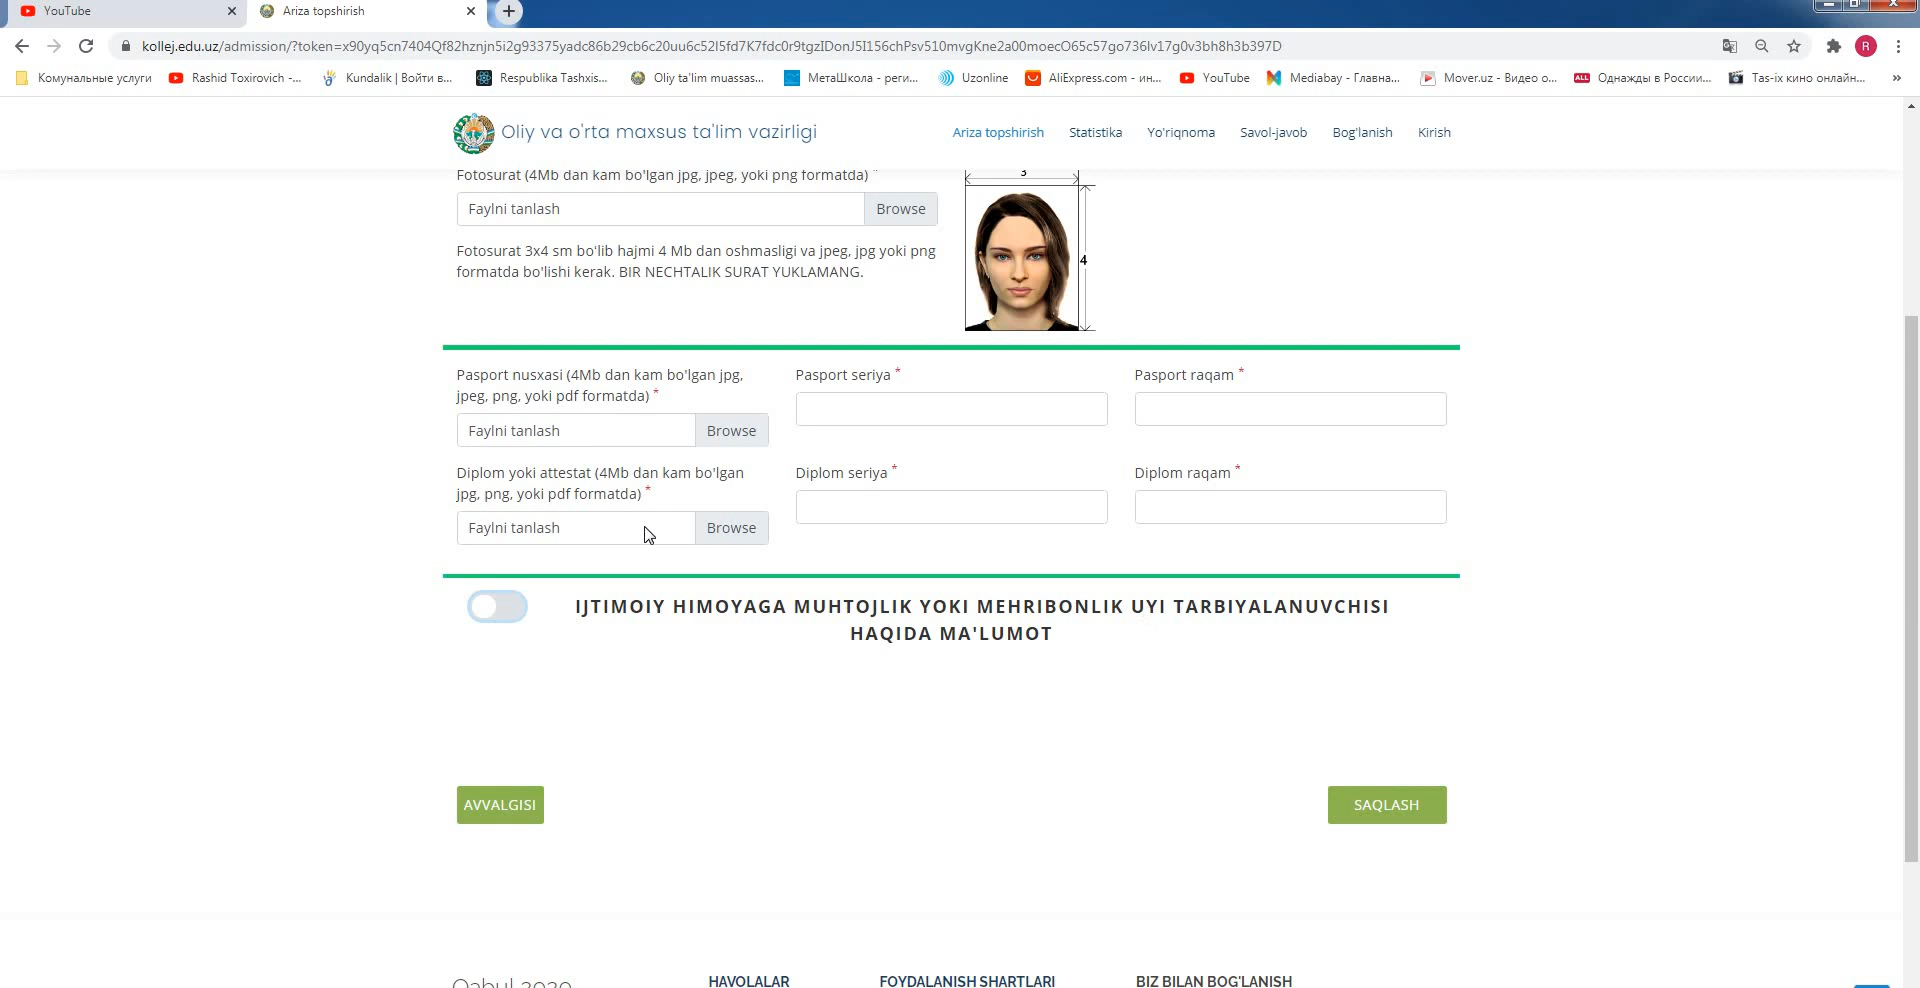 YouTube
Ariza topshirish
kollej.edu.uz/admission/?token=x90yq5cn7404Qf82hznjn5i2g93375yadc86b29cb6c20uu6c52I5fd7K7fdc0r9tgzIDonJ5I156chPsv510mvgKne2a00moecO65c57go736lv17g0v3bh8h3b397D
R
Комунальные услуги
Rashid Toxirovich -...
Kundalik | Войти в...
Respublika Tashxis...
Oliy ta'lim muassas...
МетаШкола - реги...
Uzonline
AliExpress.com - ин...
YouTube
Mediabay - Главна...
Mover.uz - Видео о...
ALL
Однажды в России...
Tas-ix кино онлайн...
Oliy va o'rta maxsus ta'lim vazirligi
Ariza topshirish
Statistika
Yo'riqnoma
Savol-javob
Bog'lanish
Kirish
Fotosurat (4Mb dan kam bo'lgan jpg, jpeg, yoki png formatda) *
3
Faylni tanlash
Browse
Fotosurat 3x4 sm bo'lib hajmi 4 Mb dan oshmasligi va jpeg, jpg yoki png
formatda bo'lishi kerak. BIR NECHTALIK SURAT YUKLAMANG.
4
Pasport nusxasi (4Mb dan kam bo'lgan jpg,
jpeg, png, yoki pdf formatda) *
Pasport seriya *
Pasport raqam *
Faylni tanlash
Browse
Diplom yoki attestat (4Mb dan kam bo'lgan
jpg, png, yoki pdf formatda) *
Diplom seriya *
Diplom raqam *
Faylni tanlash
Browse
IJTIMOIY HIMOYAGA MUHTOJLIK YOKI MEHRIBONLIK UYI TARBIYALANUVCHISI
HAQIDA MA'LUMOT
AVVALGISI
SAQLASH
Qabul 2020
HAVOLALAR
FOYDALANISH SHARTLARI
BIZ BILAN BOG'LANISH